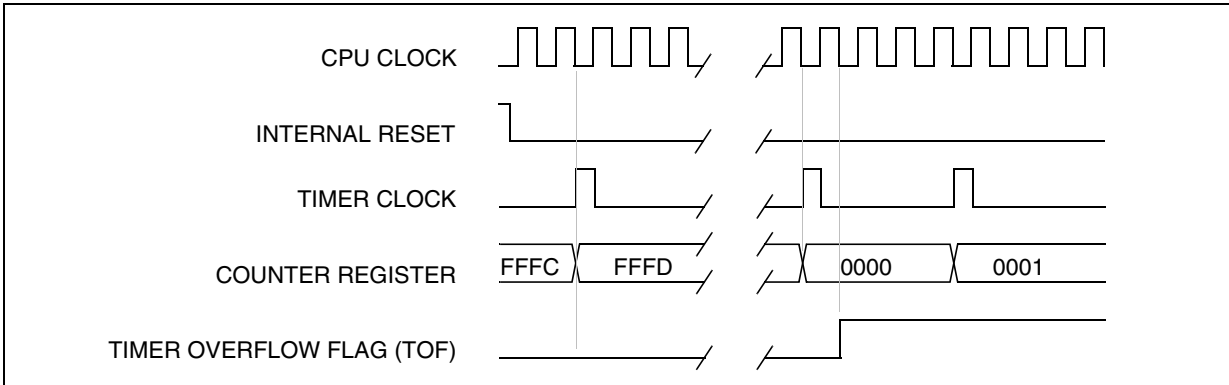 CPU CLOCK
INTERNAL RESET
TIMER CLOCK
COUNTER REGISTER
FFFC
FFFD
0000
0001
TIMER OVERFLOW FLAG (TOF)